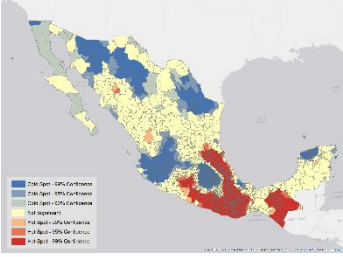 Cold Spot - 99% Confidence
Cold Spot - 95% Confidence
Cold Spot - 90% Confidence
Not Significant
Hot Spot - 90% Confidence
Hot Spot - 95% Confidence
Hot Spot - 99% Confidence